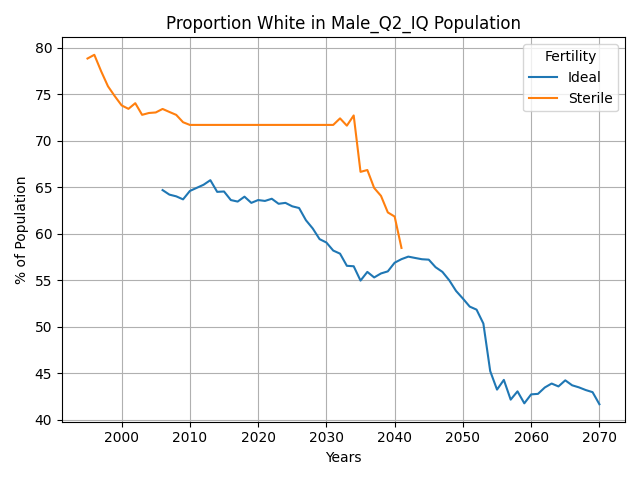 Proportion White in Male_Q2_IQ Population
% of Population
80
75
70
65
60
55
50
45
40
Fertility
Ideal
Sterile
2000 2010 2020 2030 2040 2050 2060 2070
Years